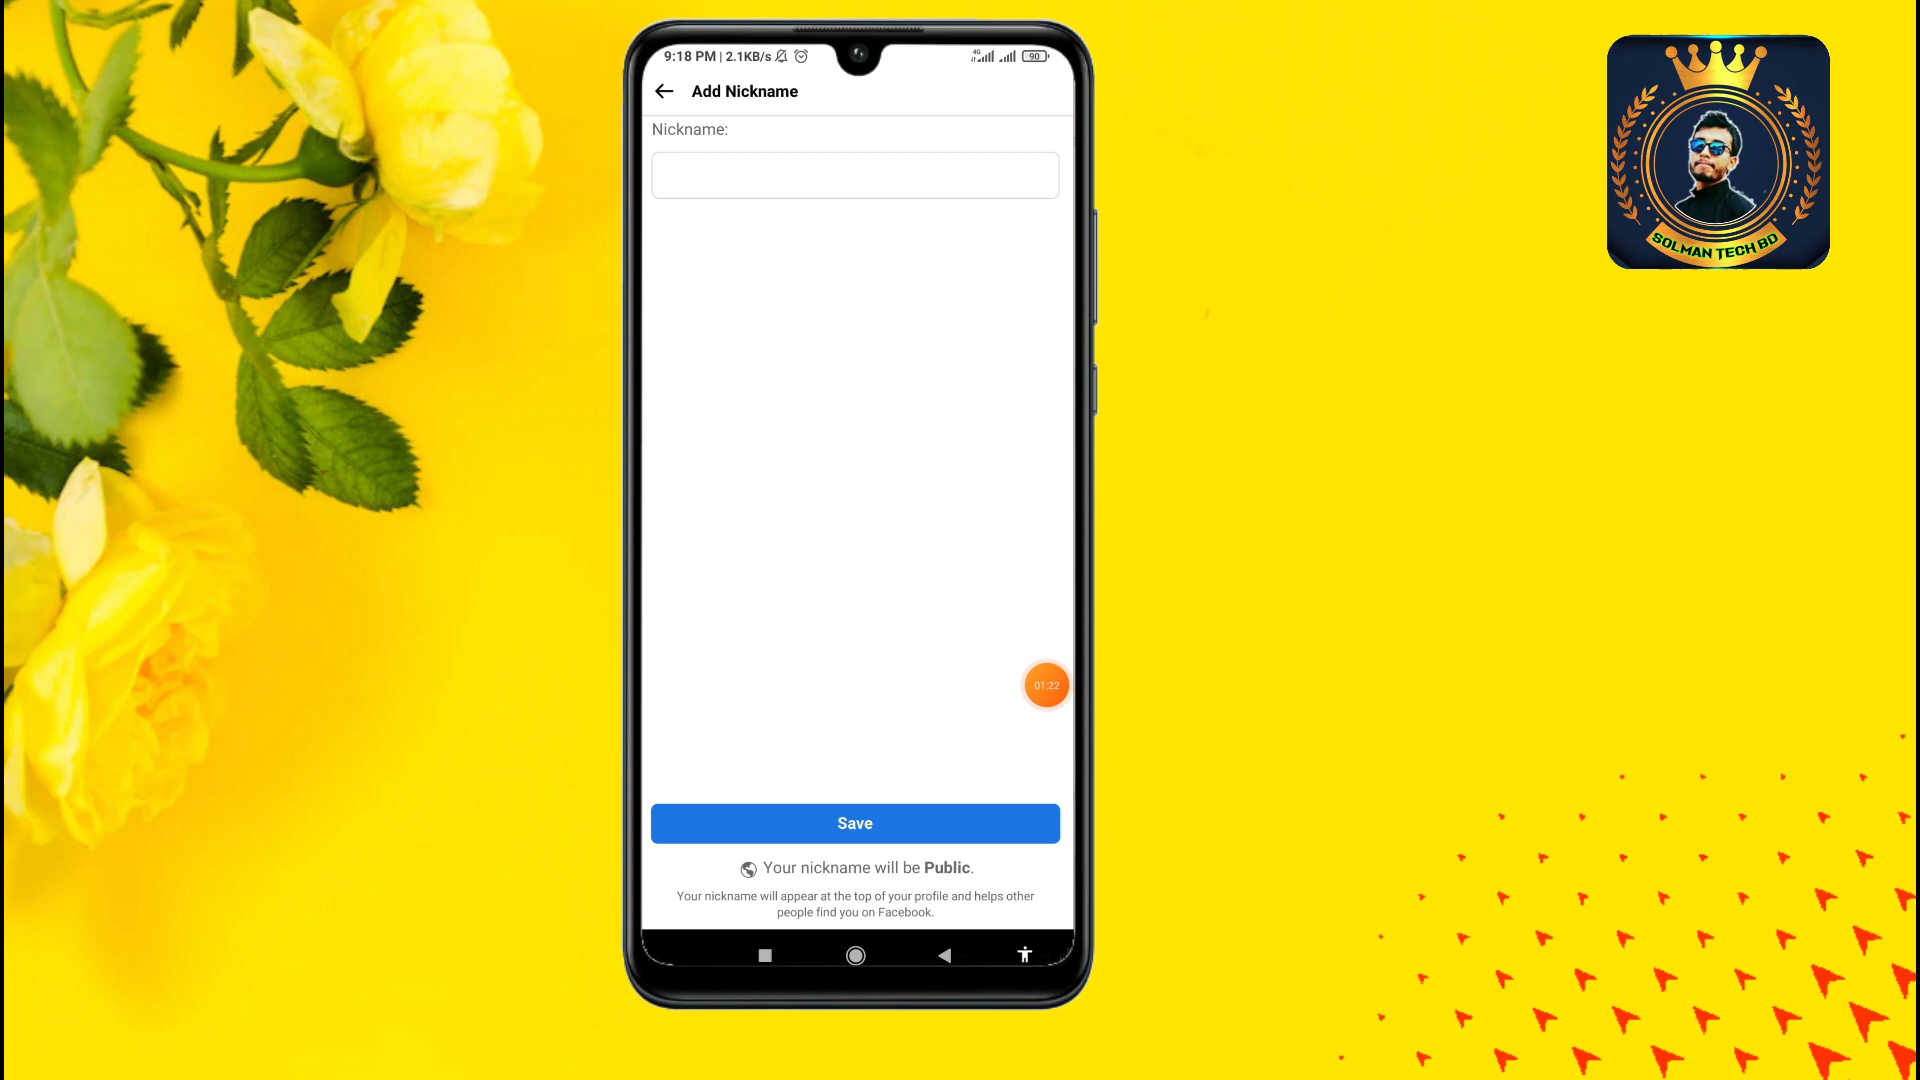 9:18 PM | 2.1KB/s
4G
90
Add Nickname
Nickname:
01:22
Save
Your nickname will be Public.
Your nickname will appear at the top of your profile and helps other
people find you on Facebook.
SOLMAN TECH BD